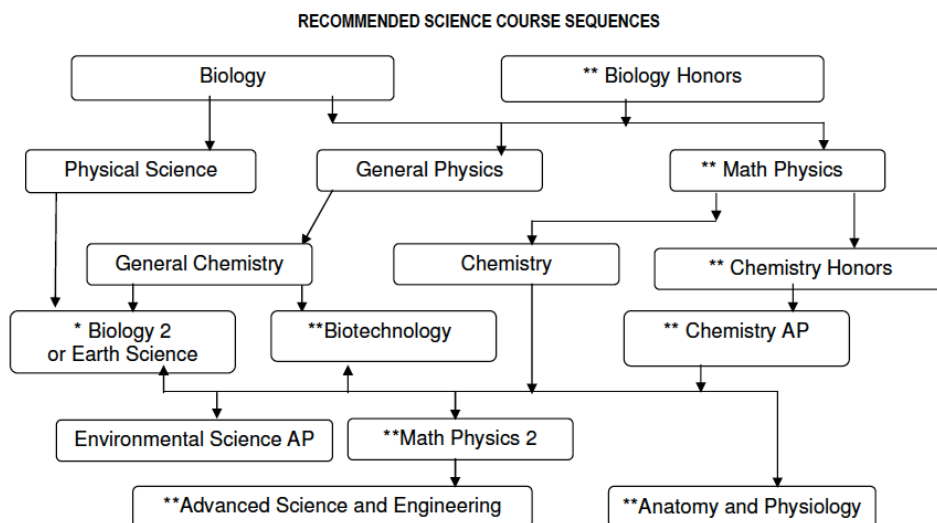 RECOMMENDED SCIENCE COURSE SEQUENCES
Biology
** Biology Honors
Physical Science
General Physics
** Math Physics
General Chemistry
Chemistry
** Chemistry Honors
* Biology 2
or Earth Science
**Biotechnology
** Chemistry AP
Environmental Science AP
**Math Physics 2
**Advanced Science and Engineering
**Anatomy and Physiology